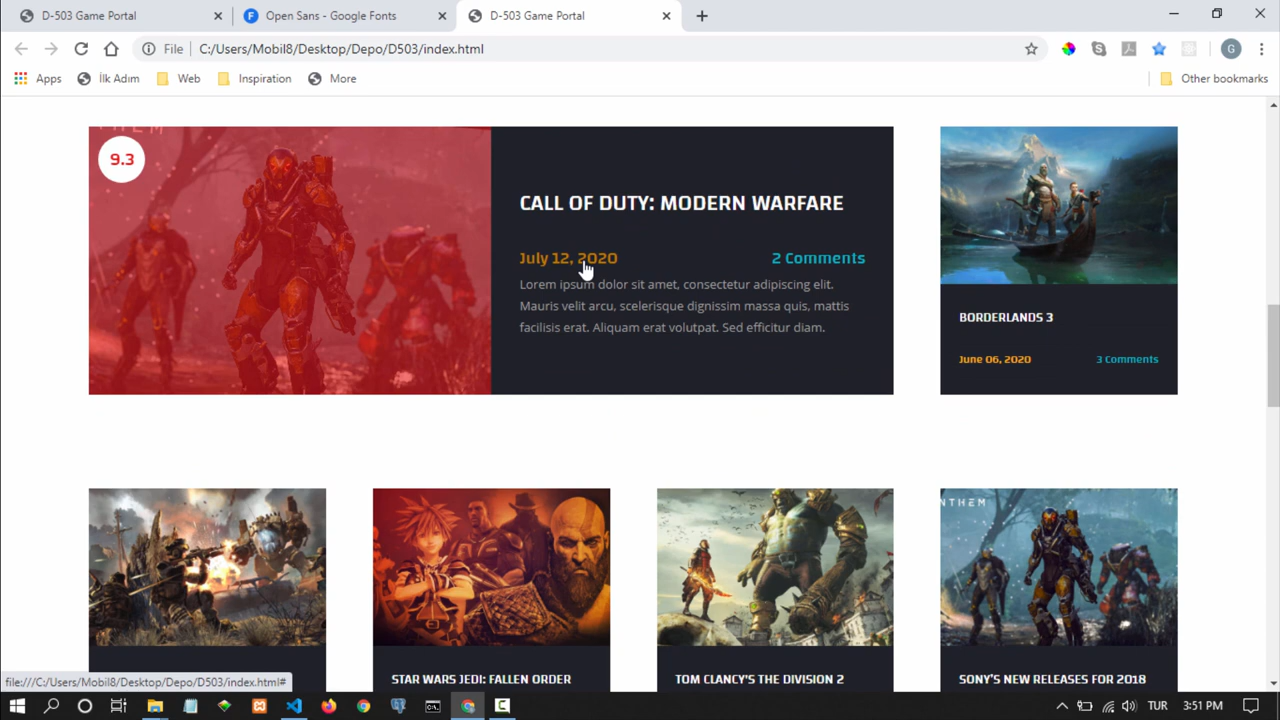 D-503 Game Portal
Open Sans - Google Fonts
D-503 Game Portal
File
C:/Users/Mobil8/Desktop/Depo/D503/index.html
G
Apps
İlk Adım
Web
Inspiration
More
Other bookmarks
9.3
CALL OF DUTY: MODERN WARFARE
July 12, 2020
2 Comments
Lorem ipsum dolor sit amet, consectetur adipiscing elit.
Mauris velit arcu, scelerisque dignissim massa quis, mattis
facilisis erat. Aliquam erat volutpat. Sed efficitur diam.
BORDERLANDS 3
June 06, 2020
3 Comments
NTHEM
STAR WARS JEDI: FALLEN ORDER
TOM CLANCY'S THE DIVISION 2
SONY'S NEW RELEASES FOR 2018
file:///C:/Users/Mobil8/Desktop/Depo/D503/index.html#
TUR
3:51 PM